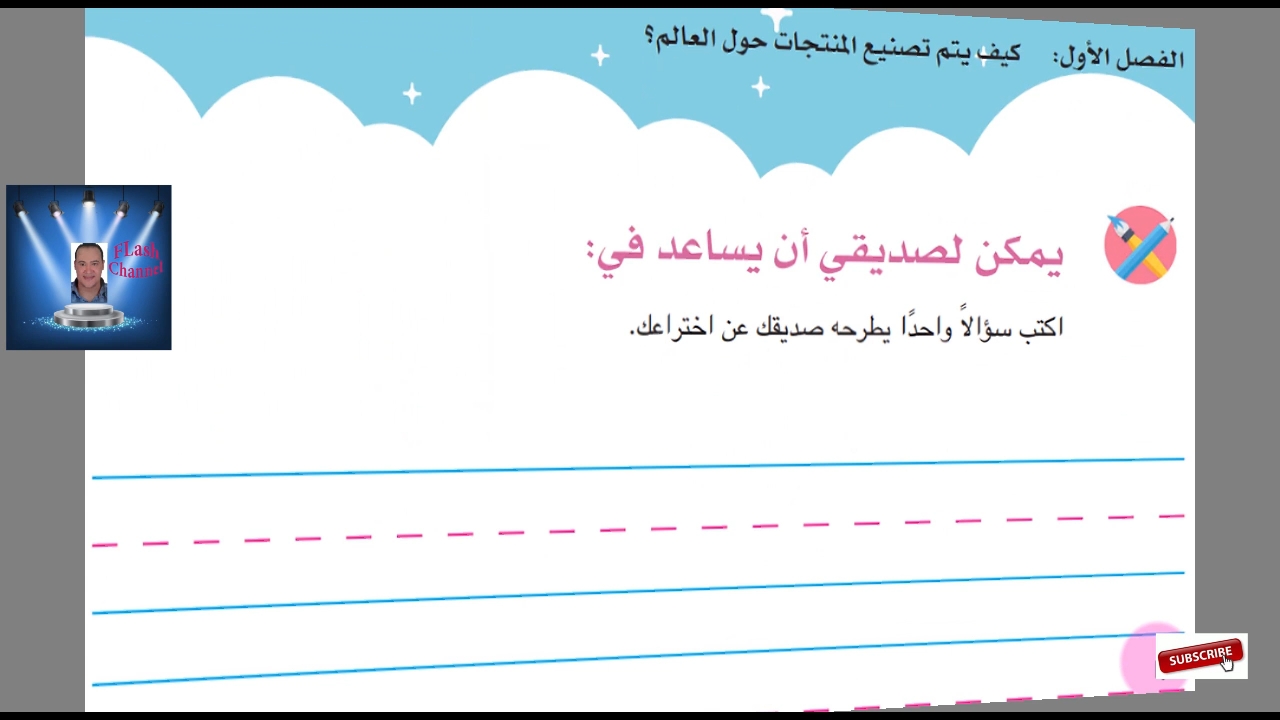 الفصل الأول: كيف يتم تصنيع المنتجات حول العالم؟
يمكن لصديقي أن يساعد في:
اكتب سؤالاً واحدًا يطرحه صديقك عن اختراعك.
FLash
Channel
SUBSCRIBE